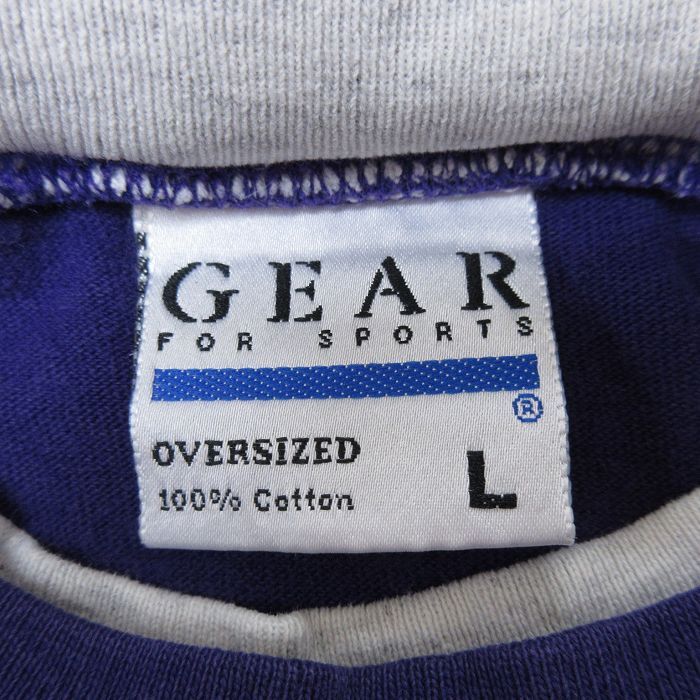 GEAR
FOR SPORTS
®
OVERSIZED
100% Cotton
L